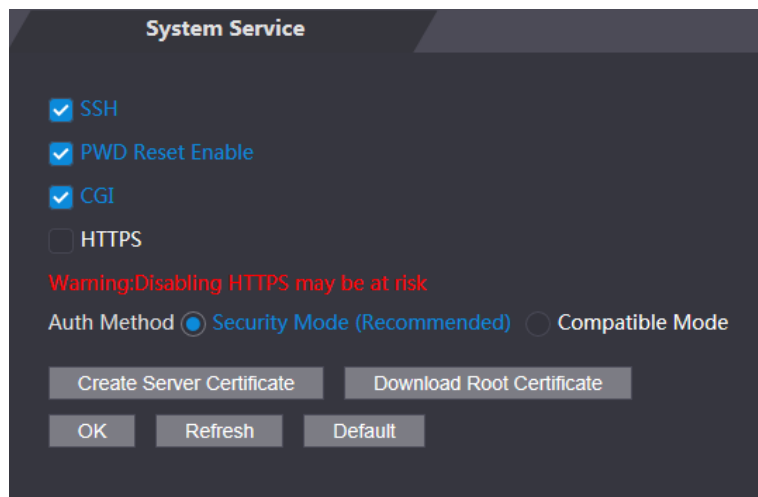 System Service
SSH
PWD Reset Enable
CGI
HTTPS
Warning:Disabling HTTPS may be at risk
Auth Method Security Mode (Recommended) Compatible Mode
Create Server Certificate Download Root Certificate
OK Refresh Default